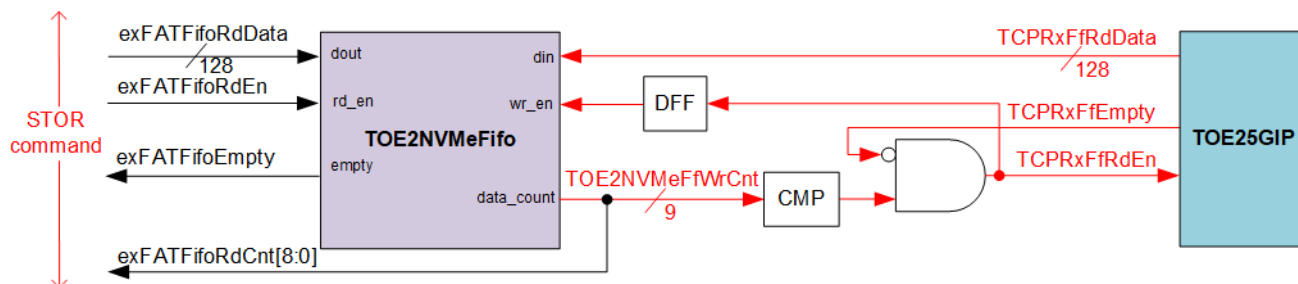 exFATFifoRdData
128
exFATFifoRdEn
STOR
command
exFATFifoEmpty
exFATFifoRdCnt[8:0]
dout
din
rd_en
wr_en
TOE2NVMeFifo
empty
data_count
DFF
TOE2NVMeFfWrCnt
9
CMP
TCPRxFfRdData
128
TCPRxFfEmpty
TCPRxFfRdEn
TOE25GIP